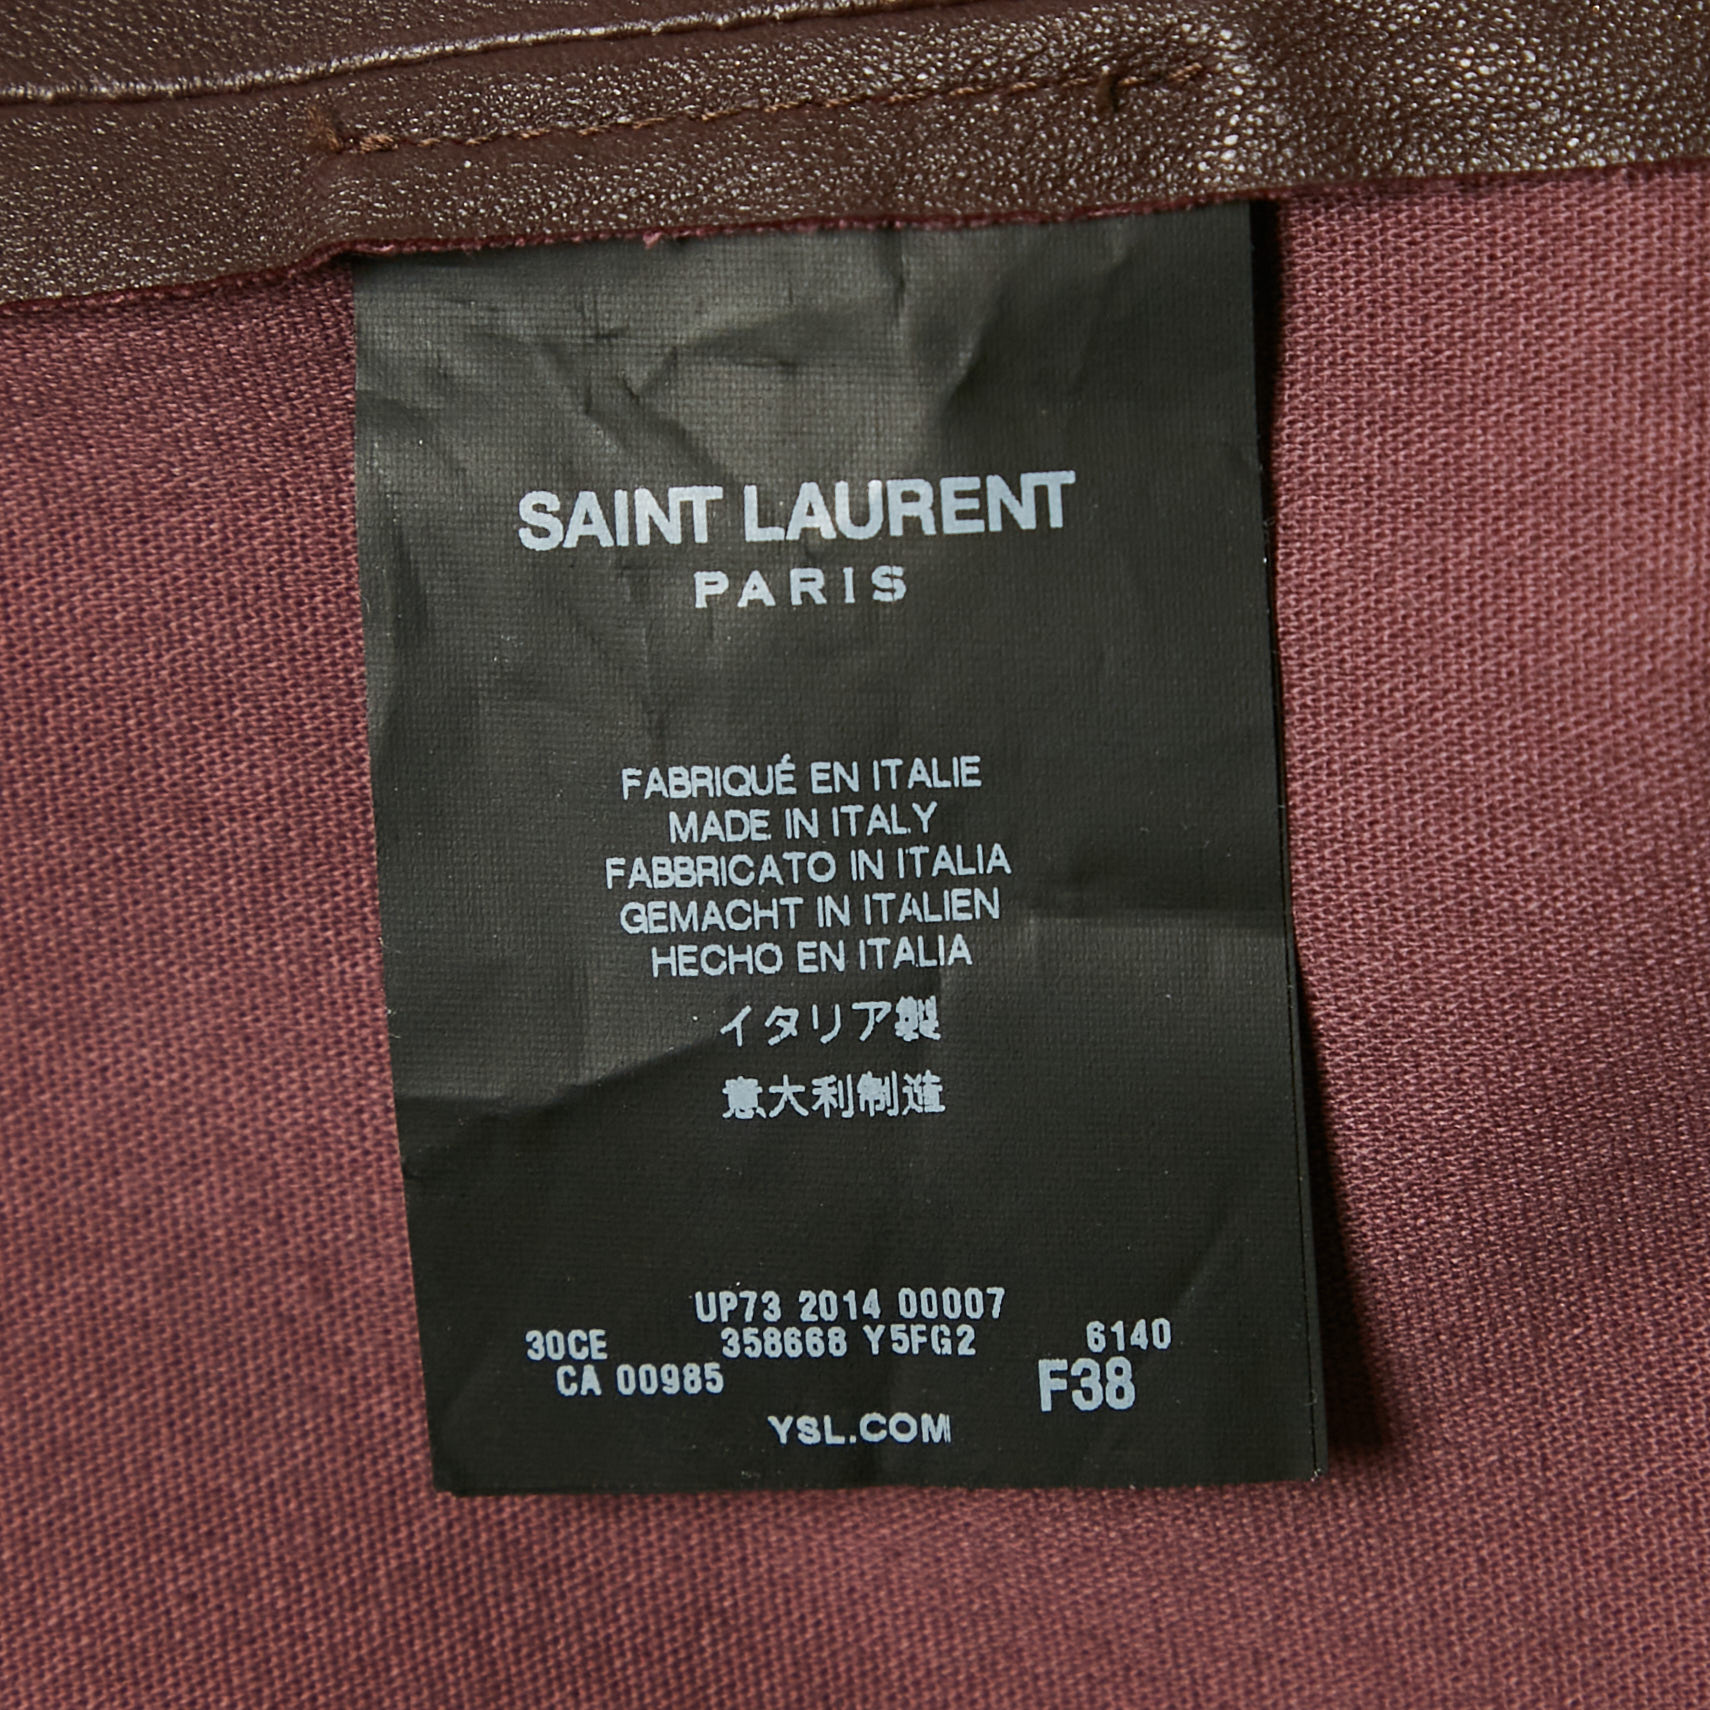 SAINT LAURENT
PARIS
FABRIQUÉ EN ITALIE
MADE IN ITALY
FABBRICATO IN ITALIA
GEMACHT IN ITALIEN
HECHO EN ITALIA
イタリア製
意大利制造
UP73 2014 00007
30CE 358668 Y5FG2 6140
CA 00985 F38
YSL.COM